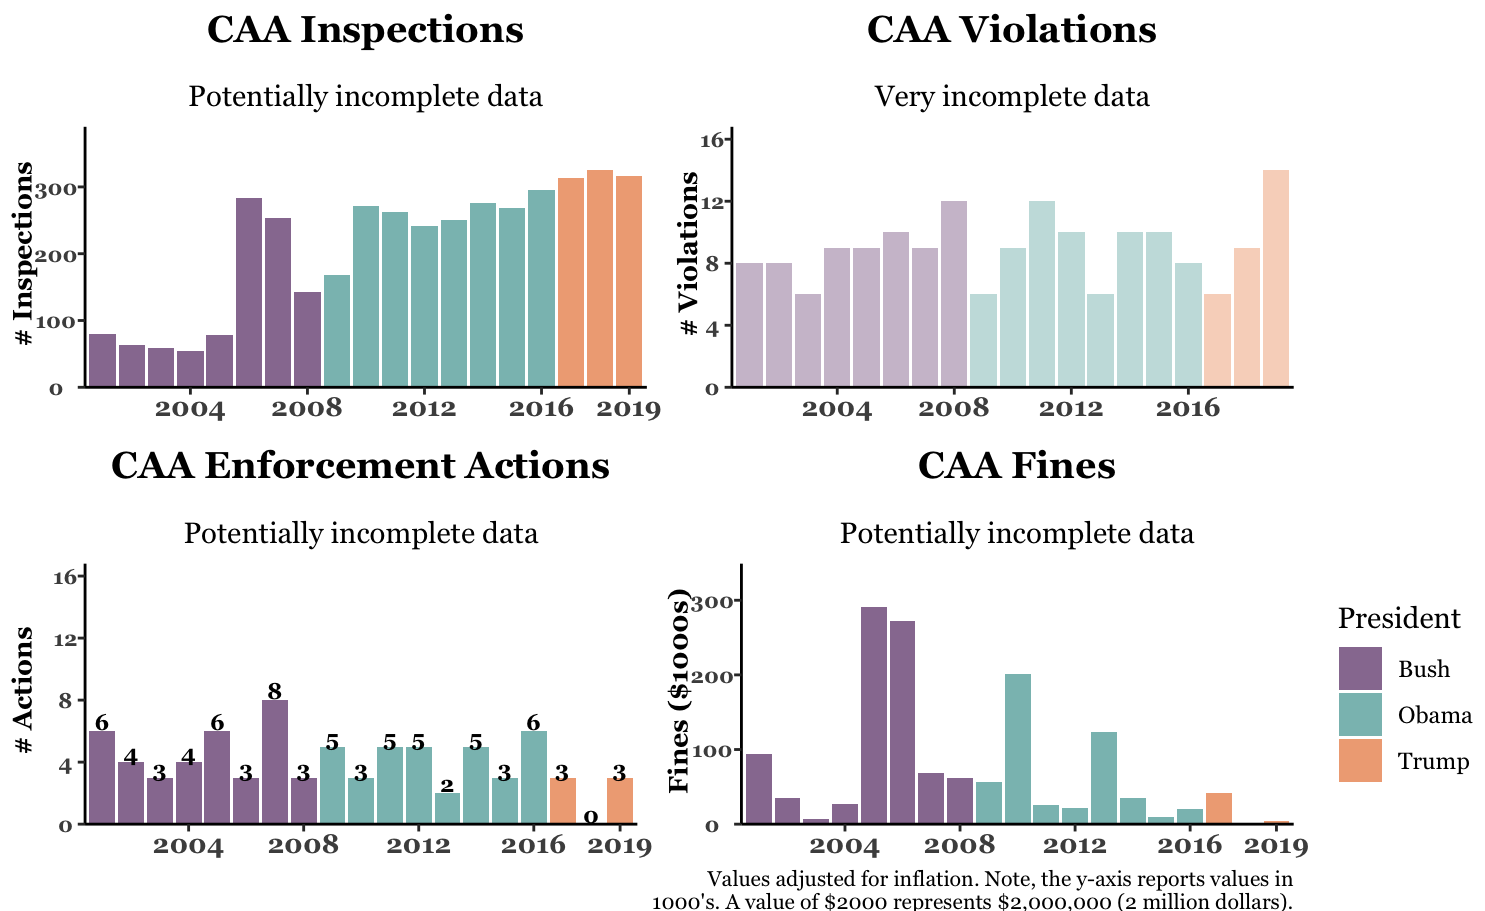 CAA Inspections
Potentially incomplete data
# Inspections
300
200
100
0
2004 2008 2012 2016 2019
CAA Violations
Very incomplete data
# Violations
16
12
8
4
0
2004 2008 2012 2016
CAA Enforcement Actions
Potentially incomplete data
# Actions
16
12
8
4
0
6 4 3 4 6 3 8 3 5 3 5 5 2 5 3 6 3 0 3
2004 2008 2012 2016 2019
CAA Fines
Potentially incomplete data
Fines ($1000s)
300
200
100
0
2004 2008 2012 2016 2019
President
Bush
Obama
Trump
Values adjusted for inflation. Note, the y-axis reports values in
1000's. A value of $2000 represents $2,000,000 (2 million dollars).